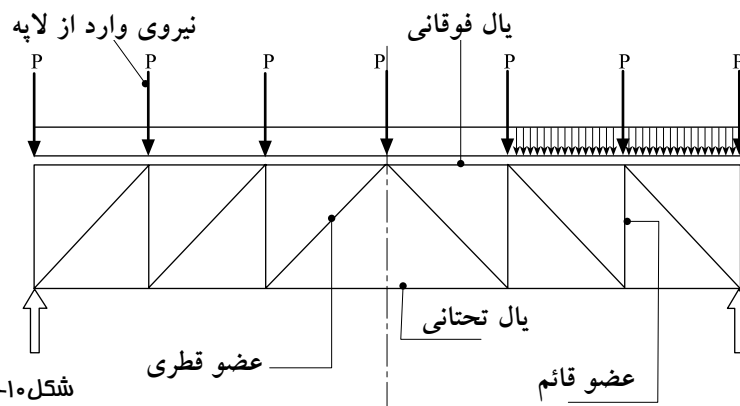 نیروی وارد از لاپه
یال فوقانی
P P P P P P P
یال تحتانی
عضو قطری
عضو قائم
شکل۱۰-